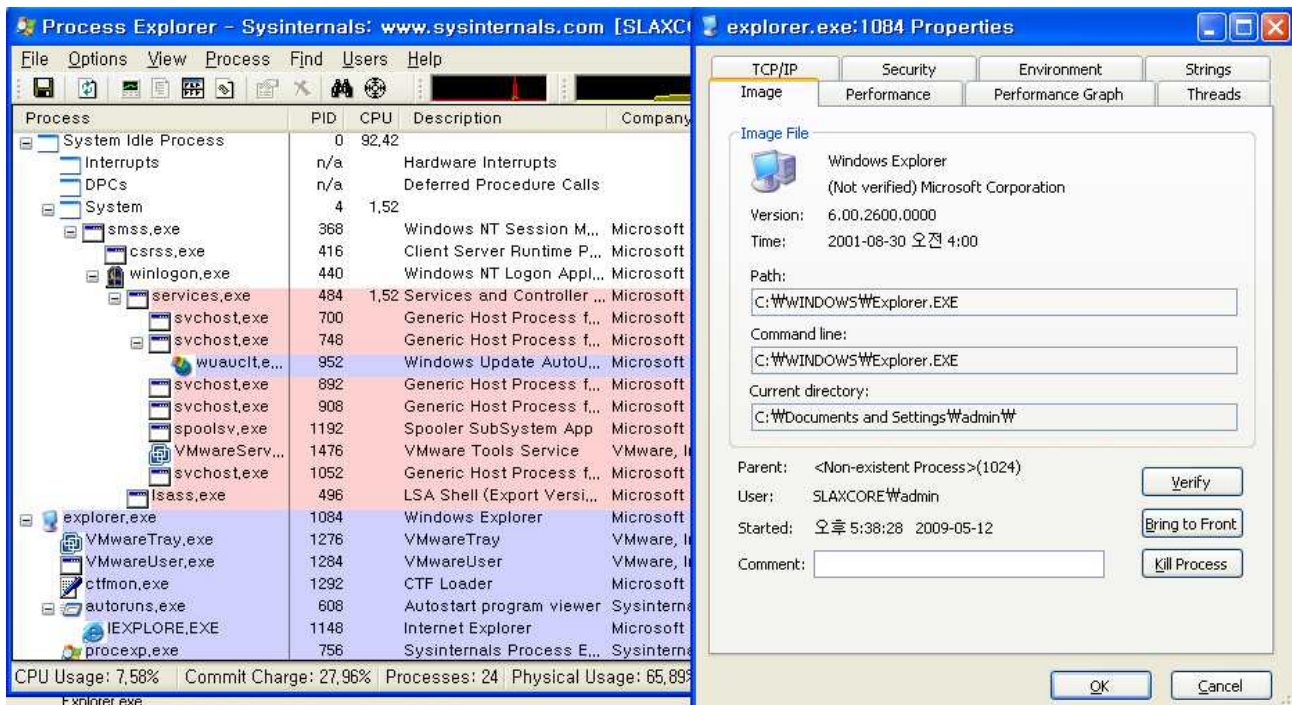 Process Explorer - Sysinternals: www.sysinternals.com [SLAXC
File Options View Process Find Users Help
Process PID CPU Description Company
System Idle Process 0 92,42
Interrupts n/a Hardware Interrupts
DPCs n/a Deferred Procedure Calls
System 4 1,52
smss,exe 368 Windows NT Session M,,, Microsoft
csrss,exe 416 Client Server Runtime P,,, Microsoft
winlogon,exe 440 Windows NT Logon Appl,,, Microsoft
services,exe 484 1,52 Services and Controller ,,, Microsoft
svchost,exe 700 Generic Host Process f,,, Microsoft
svchost,exe 748 Generic Host Process f,,, Microsoft
wuauclt,e,,, 952 Windows Update AutoU,,, Microsoft
svchost,exe 892 Generic Host Process f,,, Microsoft
svchost,exe 908 Generic Host Process f,,, Microsoft
spoolsv,exe 1192 Spooler SubSystem App Microsoft
VMwareServ,,, 1476 VMware Tools Service VMware, I
svchost,exe 1052 Generic Host Process f,,, Microsoft
lsass,exe 496 LSA Shell (Export Versi,,, Microsoft
explorer,exe 1084 Windows Explorer Microsoft
VMwareTray,exe 1276 VMwareTray VMware, I
VMwareUser,exe 1284 VMwareUser VMware, I
ctfmon,exe 1292 CTF Loader Microsoft
autoruns,exe 608 Autostart program viewer Sysinterna
IEXPLORE,EXE 1148 Internet Explorer Microsoft
procexp,exe 756 Sysinternals Process E,,, Sysinterna
CPU Usage: 7,58% Commit Charge: 27,96% Processes: 24 Physical Usage: 65,89%
Explorer.exe
explorer.exe:1084 Properties
TCP/IP Security Environment Strings
Image Performance Performance Graph Threads
Image File
Windows Explorer
(Not verified) Microsoft Corporation
Version: 6.00.2600.0000
Time: 2001-08-30 오전 4:00
Path:
C:₩WINDOWS₩Explorer.EXE
Command line:
C:₩WINDOWS₩Explorer.EXE
Current directory:
C:₩Documents and Settings₩admin₩
Parent: <Non-existent Process>(1024)
Verify
User: SLAXCORE₩admin
Started: 오후 5:38:28 2009-05-12
Bring to Front
Comment:
Kill Process
OK Cancel